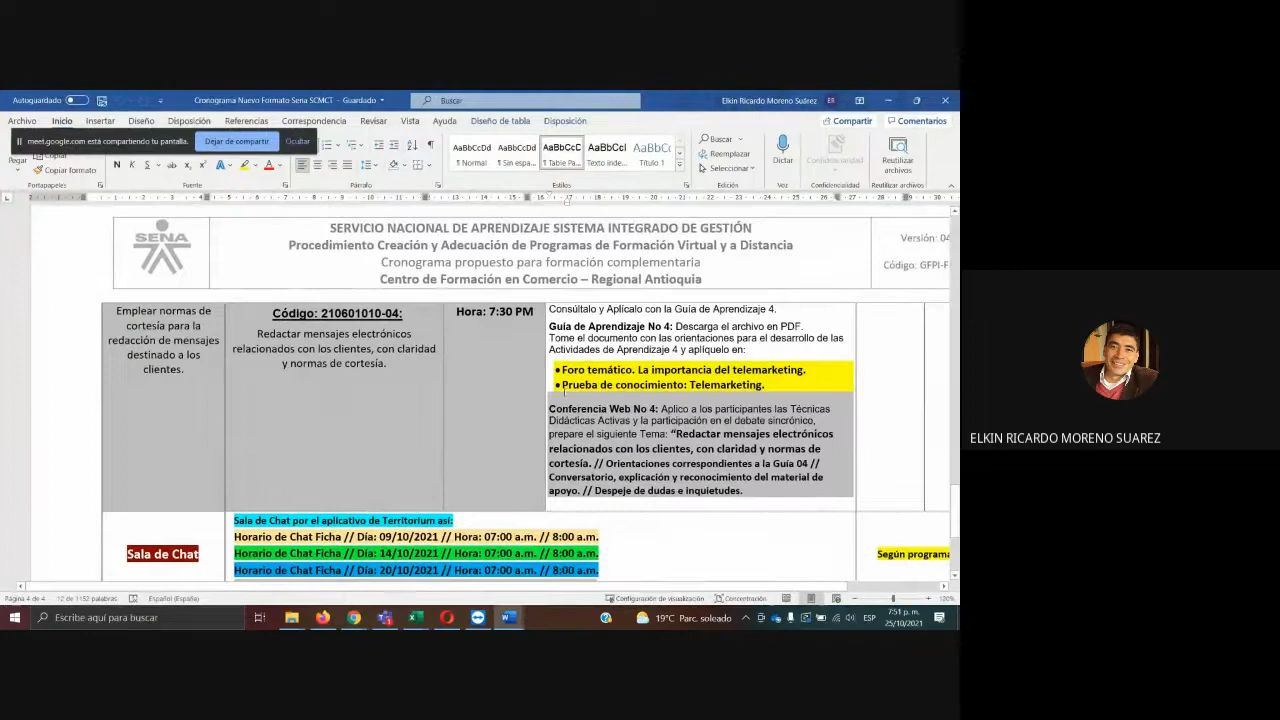 Autoguardado
Cronograma Nuevo Formato Sena SCMCT - Guardado
Buscar
Elkin Ricardo Moreno Suárez
ER
Archivo Inicio Insertar Diseño Disposición Referencias Correspondencia Revisar Vista Ayuda Diseño de tabla Disposición
Compartir Comentarios
meet.google.com está compartiendo tu pantalla. Dejar de compartir Ocultar
Pegar
Copiar
Copiar formato
Portapapeles
N K S
Fuente
Párrafo
AaBbCcDd AaBbCcDd AaBbCcC AaBbCcI AaBbCcC
¶ Normal ¶ Sin espa... ¶ Table Pa... Texto inde... Título 1
Estilos
Buscar
Reemplazar
Seleccionar
Edición
Dictar
Voz
Confidencialidad
Confidencialidad
Reutilizar archivos
Reutilizar archivos
SENA
SERVICIO NACIONAL DE APRENDIZAJE SISTEMA INTEGRADO DE GESTIÓN
Procedimiento Creación y Adecuación de Programas de Formación Virtual y a Distancia
Cronograma propuesto para formación complementaria
Centro de Formación en Comercio – Regional Antioquia
Versión: 04
Código: GFPI-F
Emplear normas de
cortesía para la
redacción de mensajes
destinado a los
clientes.
Código: 210601010-04:
Redactar mensajes electrónicos
relacionados con los clientes, con claridad
y normas de cortesía.
Hora: 7:30 PM
Consúltalo y Aplícalo con la Guía de Aprendizaje 4.
Guía de Aprendizaje No 4: Descarga el archivo en PDF.
Tome el documento con las orientaciones para el desarrollo de las
Actividades de Aprendizaje 4 y aplíquelo en:
•Foro temático. La importancia del telemarketing.
•Prueba de conocimiento: Telemarketing.
Conferencia Web No 4: Aplico a los participantes las Técnicas
Didácticas Activas y la participación en el debate sincrónico,
prepare el siguiente Tema: “Redactar mensajes electrónicos
relacionados con los clientes, con claridad y normas de
cortesía. // Orientaciones correspondientes a la Guía 04 //
Conversatorio, explicación y reconocimiento del material de
apoyo. // Despeje de dudas e inquietudes.
Sala de Chat
Sala de Chat por el aplicativo de Territorium así:
Horario de Chat Ficha // Día: 09/10/2021 // Hora: 07:00 a.m. // 8:00 a.m.
Horario de Chat Ficha // Día: 14/10/2021 // Hora: 07:00 a.m. // 8:00 a.m.
Horario de Chat Ficha // Día: 20/10/2021 // Hora: 07:00 a.m. // 8:00 a.m.
Según programa
Página 4 de 4 12 de 1152 palabras Español (España)
Configuración de visualización Concentración 120%
Escribe aquí para buscar
19°C Parc. soleado
ESP
7:51 p. m.
25/10/2021
ELKIN RICARDO MORENO SUAREZ